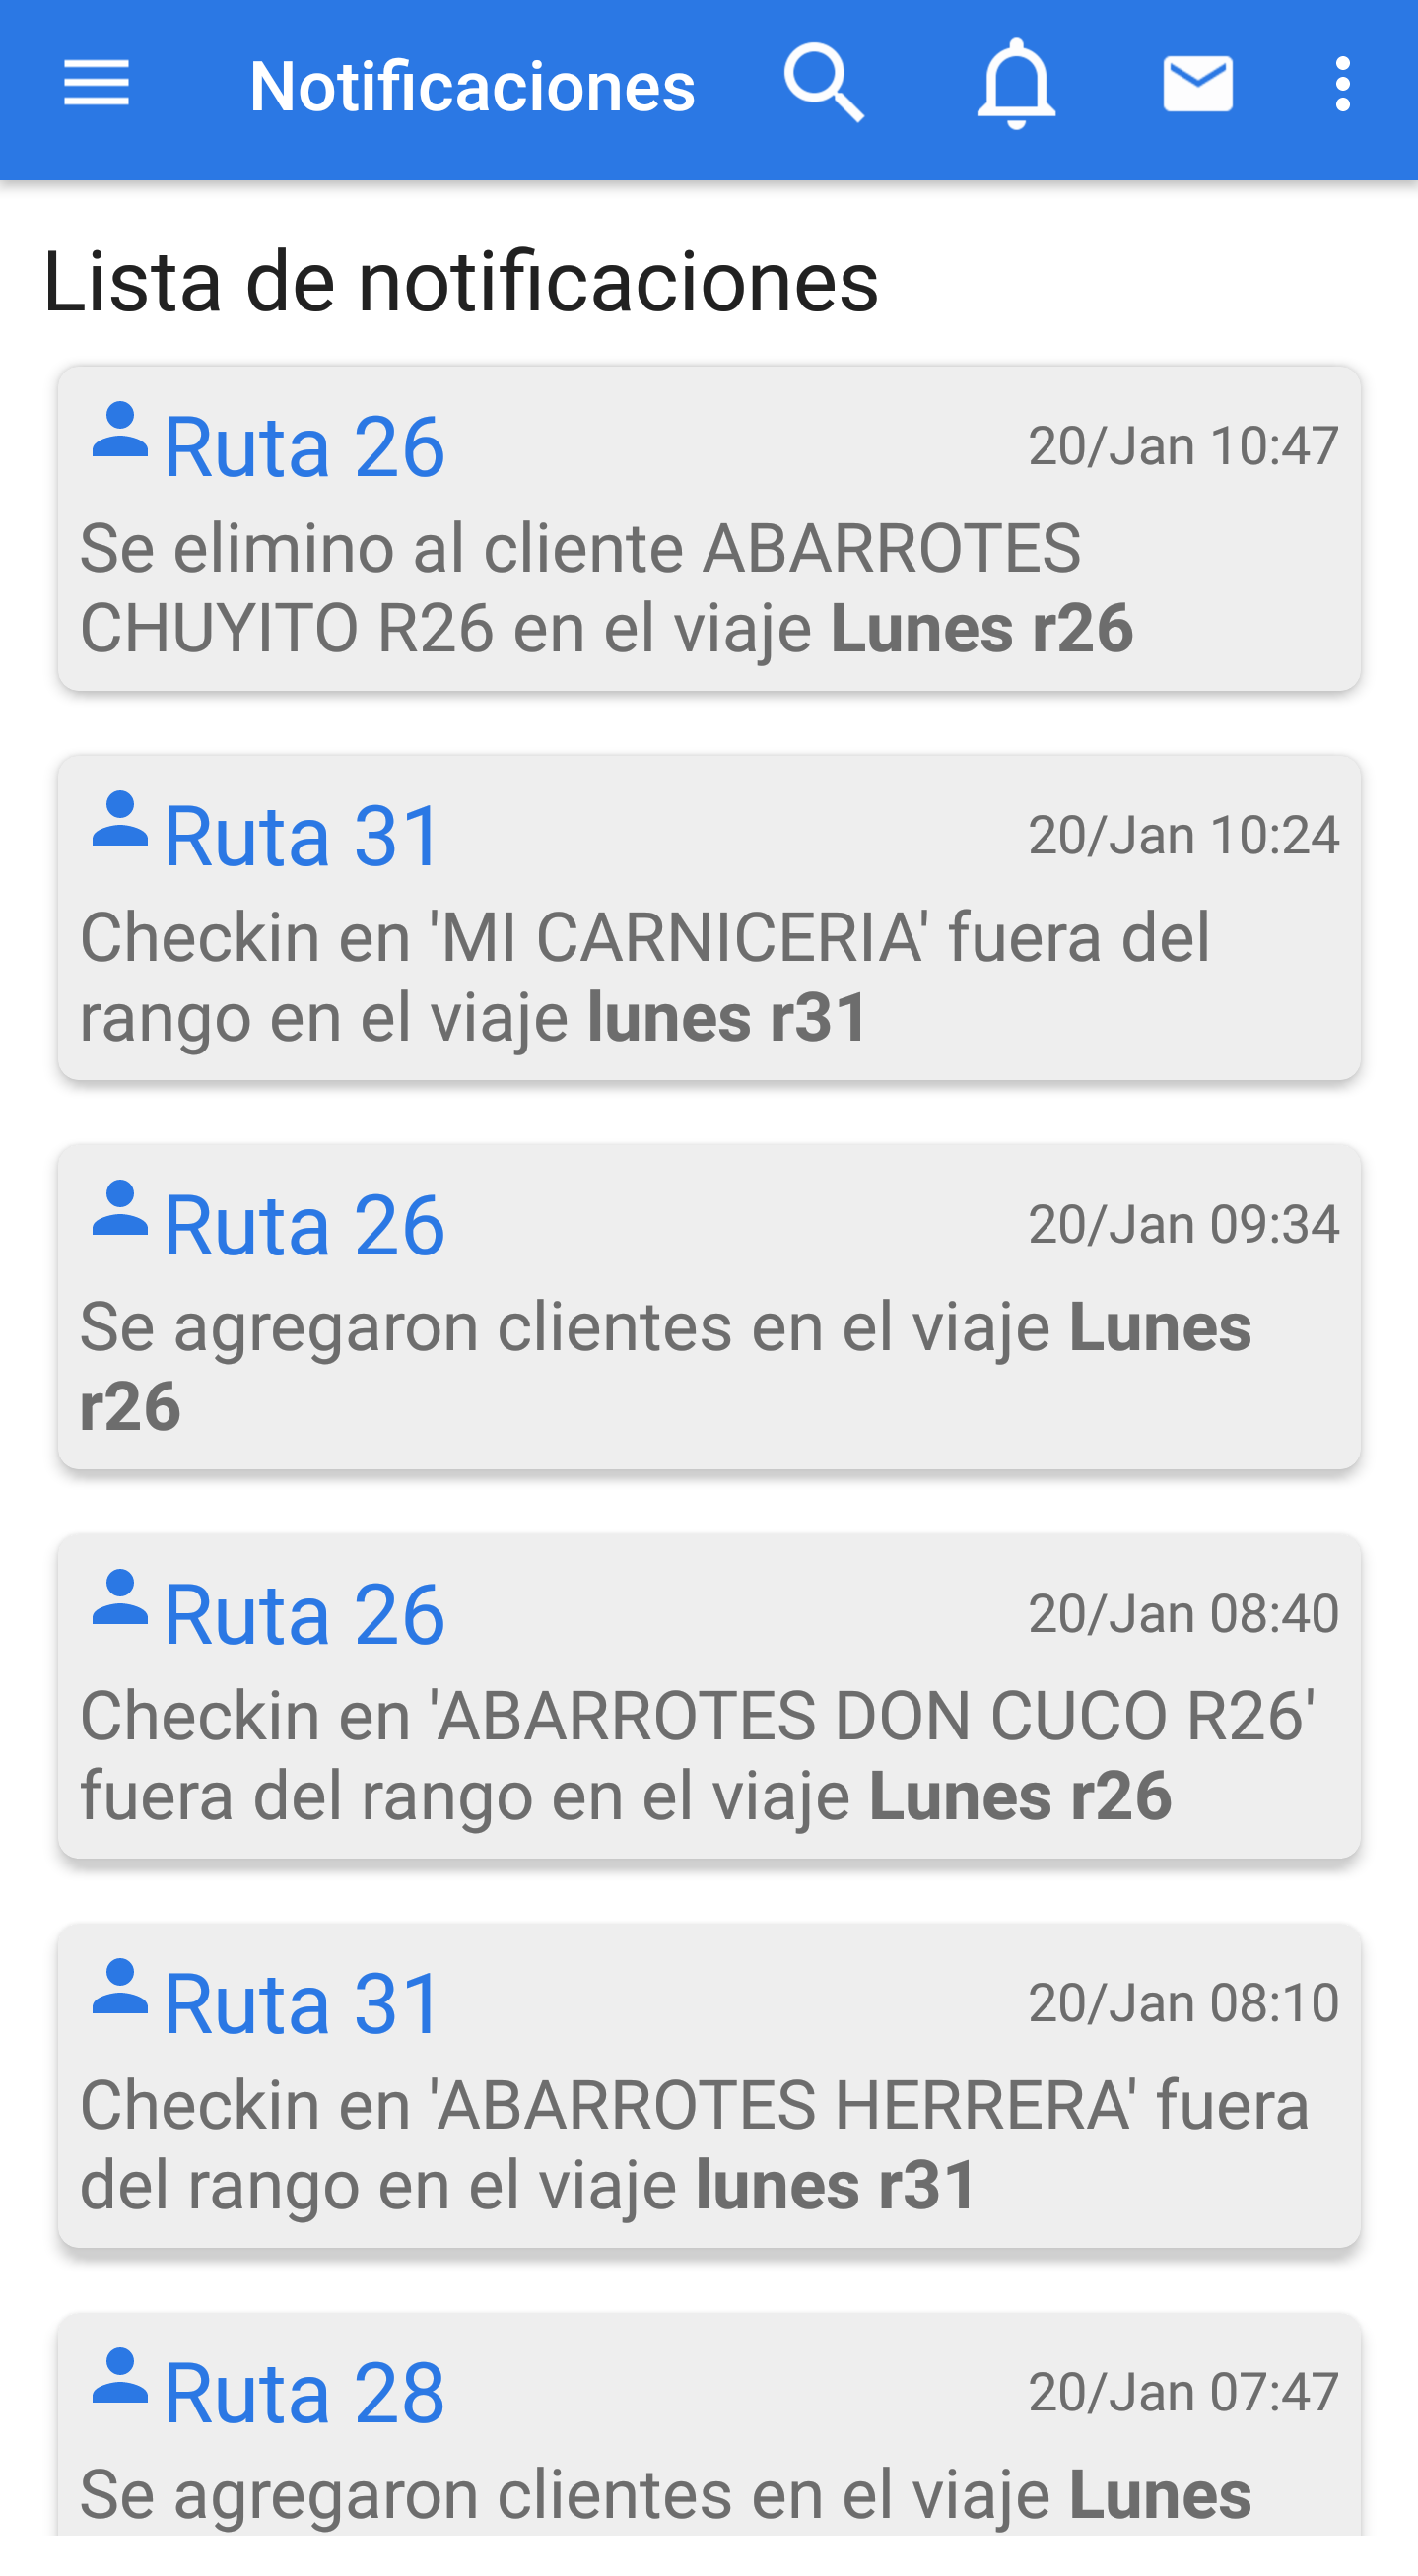 Notificaciones
Lista de notificaciones
Ruta 26
20/Jan 10:47
Se elimino al cliente ABARROTES
CHUYITO R26 en el viaje Lunes r26
Ruta 31
20/Jan 10:24
Checkin en 'MI CARNICERIA' fuera del
rango en el viaje lunes r31
Ruta 26
20/Jan 09:34
Se agregaron clientes en el viaje Lunes
r26
Ruta 26
20/Jan 08:40
Checkin en 'ABARROTES DON CUCO R26'
fuera del rango en el viaje Lunes r26
Ruta 31
20/Jan 08:10
Checkin en 'ABARROTES HERRERA' fuera
del rango en el viaje lunes r31
Ruta 28
20/Jan 07:47
Se agregaron clientes en el viaje Lunes